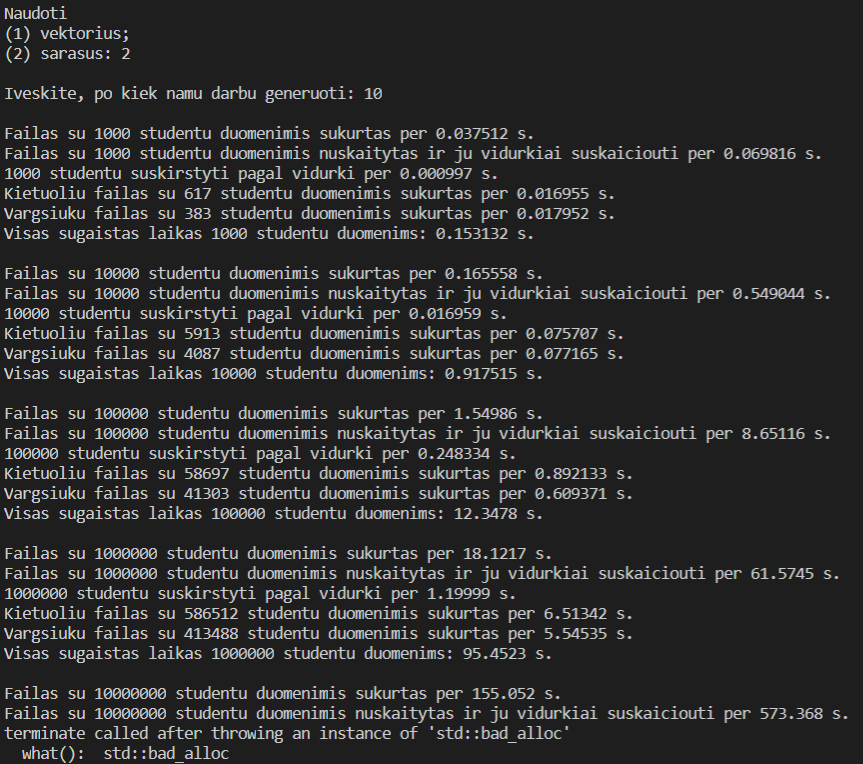 Naudoti
(1) vektorius;
(2) sarasus: 2
Iveskite, po kiek namu darbu generuoti: 10
Failas su 1000 studentu duomenimis sukurtas per 0.037512 s.
Failas su 1000 studentu duomenimis nuskaitytas ir ju vidurkiai suskaiciouti per 0.069816 s.
1000 studentu suskirstyti pagal vidurki per 0.000997 s.
Kietuoliu failas su 617 studentu duomenimis sukurtas per 0.016955 s.
Vargsiuku failas su 383 studentu duomenimis sukurtas per 0.017952 s.
Visas sugaistas laikas 1000 studentu duomenims: 0.153132 s.
Failas su 10000 studentu duomenimis sukurtas per 0.165558 s.
Failas su 10000 studentu duomenimis nuskaitytas ir ju vidurkiai suskaiciouti per 0.549044 s.
10000 studentu suskirstyti pagal vidurki per 0.016959 s.
Kietuoliu failas su 5913 studentu duomenimis sukurtas per 0.075707 s.
Vargsiuku failas su 4087 studentu duomenimis sukurtas per 0.077165 s.
Visas sugaistas laikas 10000 studentu duomenims: 0.917515 s.
Failas su 100000 studentu duomenimis sukurtas per 1.54986 s.
Failas su 100000 studentu duomenimis nuskaitytas ir ju vidurkiai suskaiciouti per 8.65116 s.
100000 studentu suskirstyti pagal vidurki per 0.248334 s.
Kietuoliu failas su 58697 studentu duomenimis sukurtas per 0.892133 s.
Vargsiuku failas su 41303 studentu duomenimis sukurtas per 0.609371 s.
Visas sugaistas laikas 100000 studentu duomenims: 12.3478 s.
Failas su 1000000 studentu duomenimis sukurtas per 18.1217 s.
Failas su 1000000 studentu duomenimis nuskaitytas ir ju vidurkiai suskaiciouti per 61.5745 s.
1000000 studentu suskirstyti pagal vidurki per 1.19999 s.
Kietuoliu failas su 586512 studentu duomenimis sukurtas per 6.51342 s.
Vargsiuku failas su 413488 studentu duomenimis sukurtas per 5.54535 s.
Visas sugaistas laikas 1000000 studentu duomenims: 95.4523 s.
Failas su 10000000 studentu duomenimis sukurtas per 155.052 s.
Failas su 10000000 studentu duomenimis nuskaitytas ir ju vidurkiai suskaiciouti per 573.368 s.
terminate called after throwing an instance of 'std::bad_alloc'
what():  std::bad_alloc